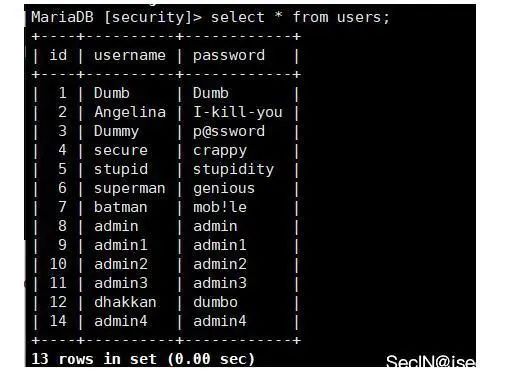 MariaDB [security]> select * from users;
+----+----------+------------+
| id | username | password   |
+----+----------+------------+
|  1 | Dumb     | Dumb       |
|  2 | Angelina | I-kill-you |
|  3 | Dummy    | p@ssword   |
|  4 | secure   | crappy     |
|  5 | stupid   | stupidity  |
|  6 | superman | genious    |
|  7 | batman   | mob!le     |
|  8 | admin    | admin      |
|  9 | admin1   | admin1     |
| 10 | admin2   | admin2     |
| 11 | admin3   | admin3     |
| 12 | dhakkan  | dumbo      |
| 14 | admin4   | admin4     |
+----+----------+------------+
13 rows in set (0.00 sec)
SecIN@jse